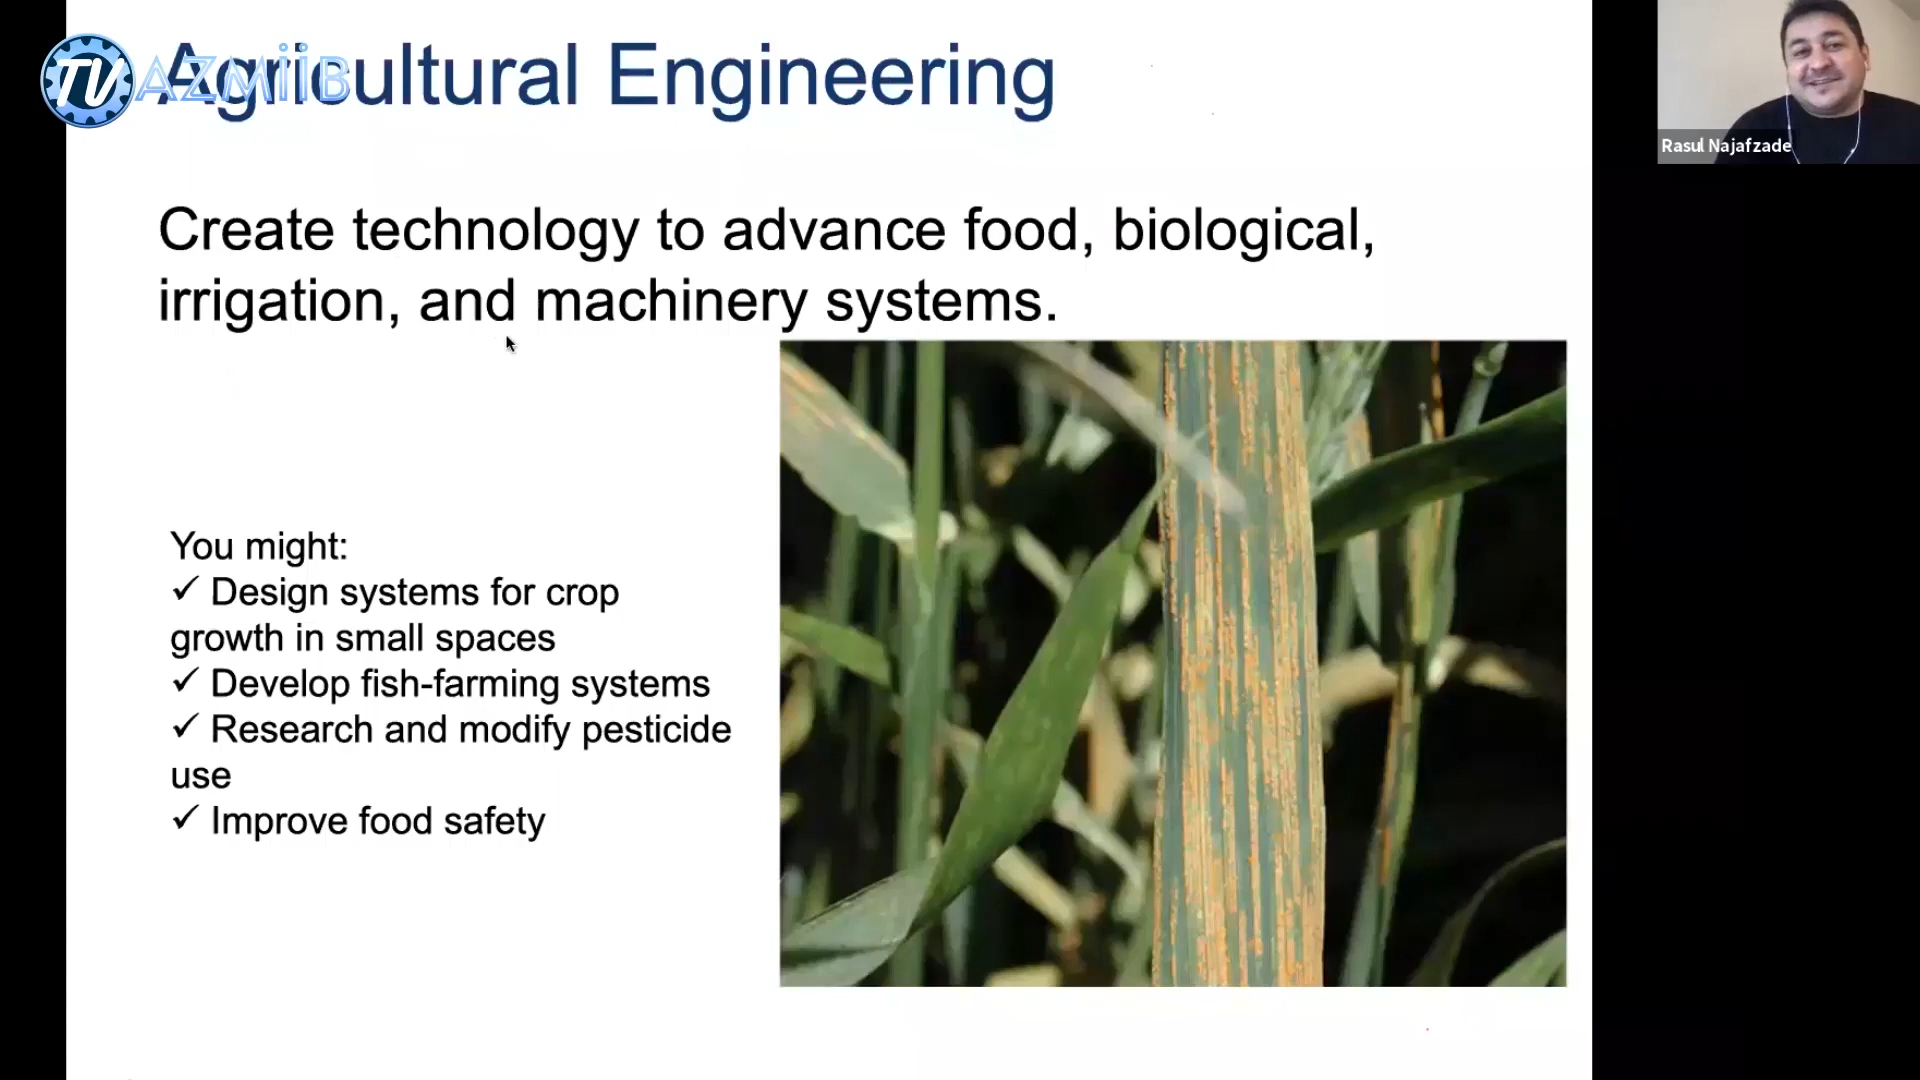 Agricultural Engineering
TV AZMİİB
Rasul Najafzade
Create technology to advance food, biological,
irrigation, and machinery systems.
You might:
✓ Design systems for crop
growth in small spaces
✓ Develop fish-farming systems
✓ Research and modify pesticide
use
✓ Improve food safety